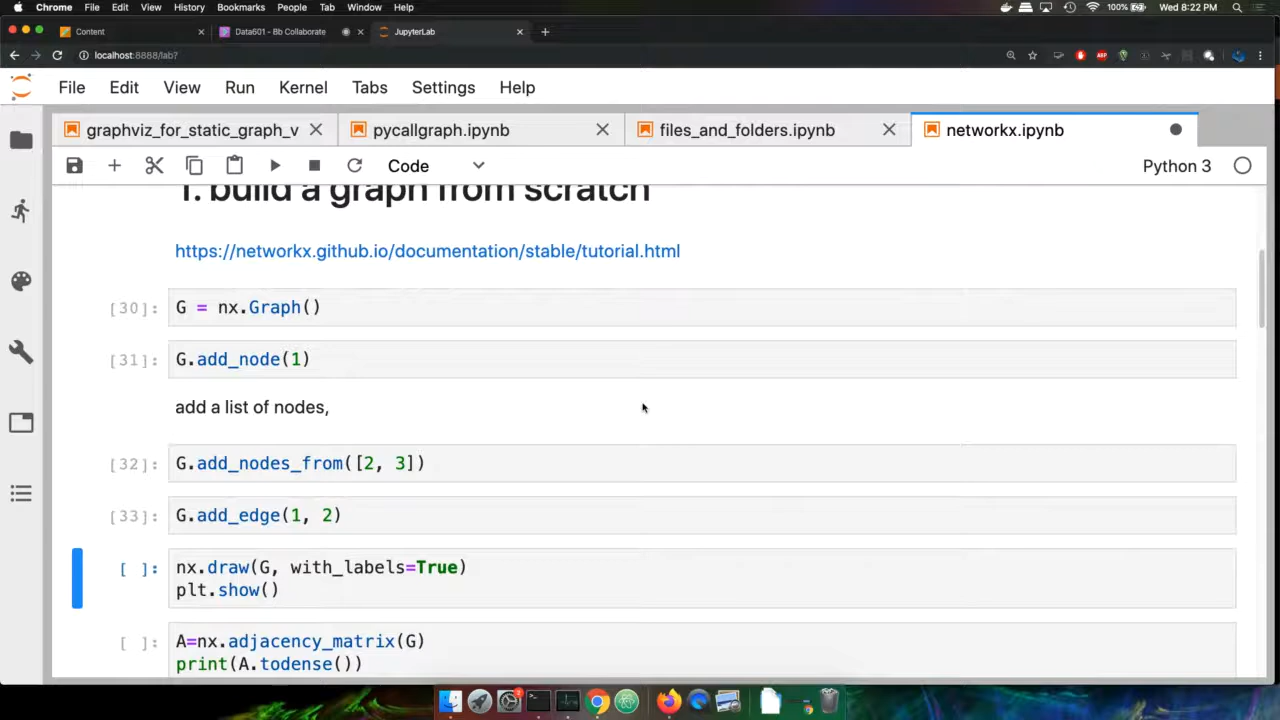 Chrome File Edit View History Bookmarks People Tab Window Help 100% Wed 8:22 PM
Content Data601 - Bb Collaborate JupyterLab
localhost:8888/lab?
File Edit View Run Kernel Tabs Settings Help
graphviz_for_static_graph_v pycallgraph.ipynb files_and_folders.ipynb networkx.ipynb
Code Python 3
1. build a graph from scratch
https://networkx.github.io/documentation/stable/tutorial.html
[30]: G = nx.Graph()
[31]: G.add_node(1)
add a list of nodes,
[32]: G.add_nodes_from([2, 3])
[33]: G.add_edge(1, 2)
[ ]: nx.draw(G, with_labels=True)
plt.show()
[ ]: A=nx.adjacency_matrix(G)
print(A.todense())